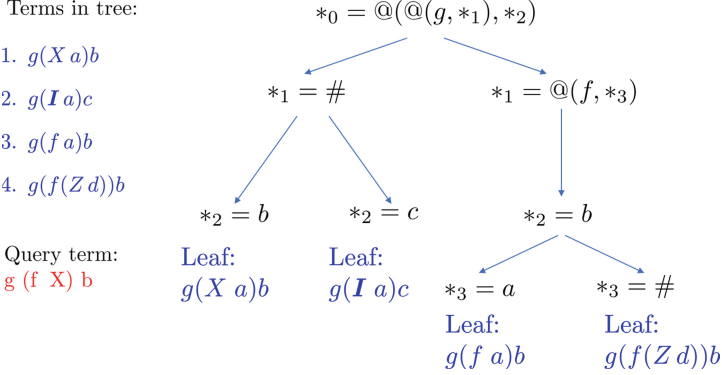 Terms in tree:
1. g(X a)b
2. g(I a)c
3. g(f a)b
4. g(f(Z d))b
Query term:
g (f X) b
*₀ = @(@(g, *₁), *₂)
*₁ = #
*₁ = @(f, *₃)
*₂ = b
*₂ = c
*₂ = b
Leaf:
g(X a)b
Leaf:
g(I a)c
*₃ = a
*₃ = #
Leaf:
g(f a)b
Leaf:
g(f(Z d))b